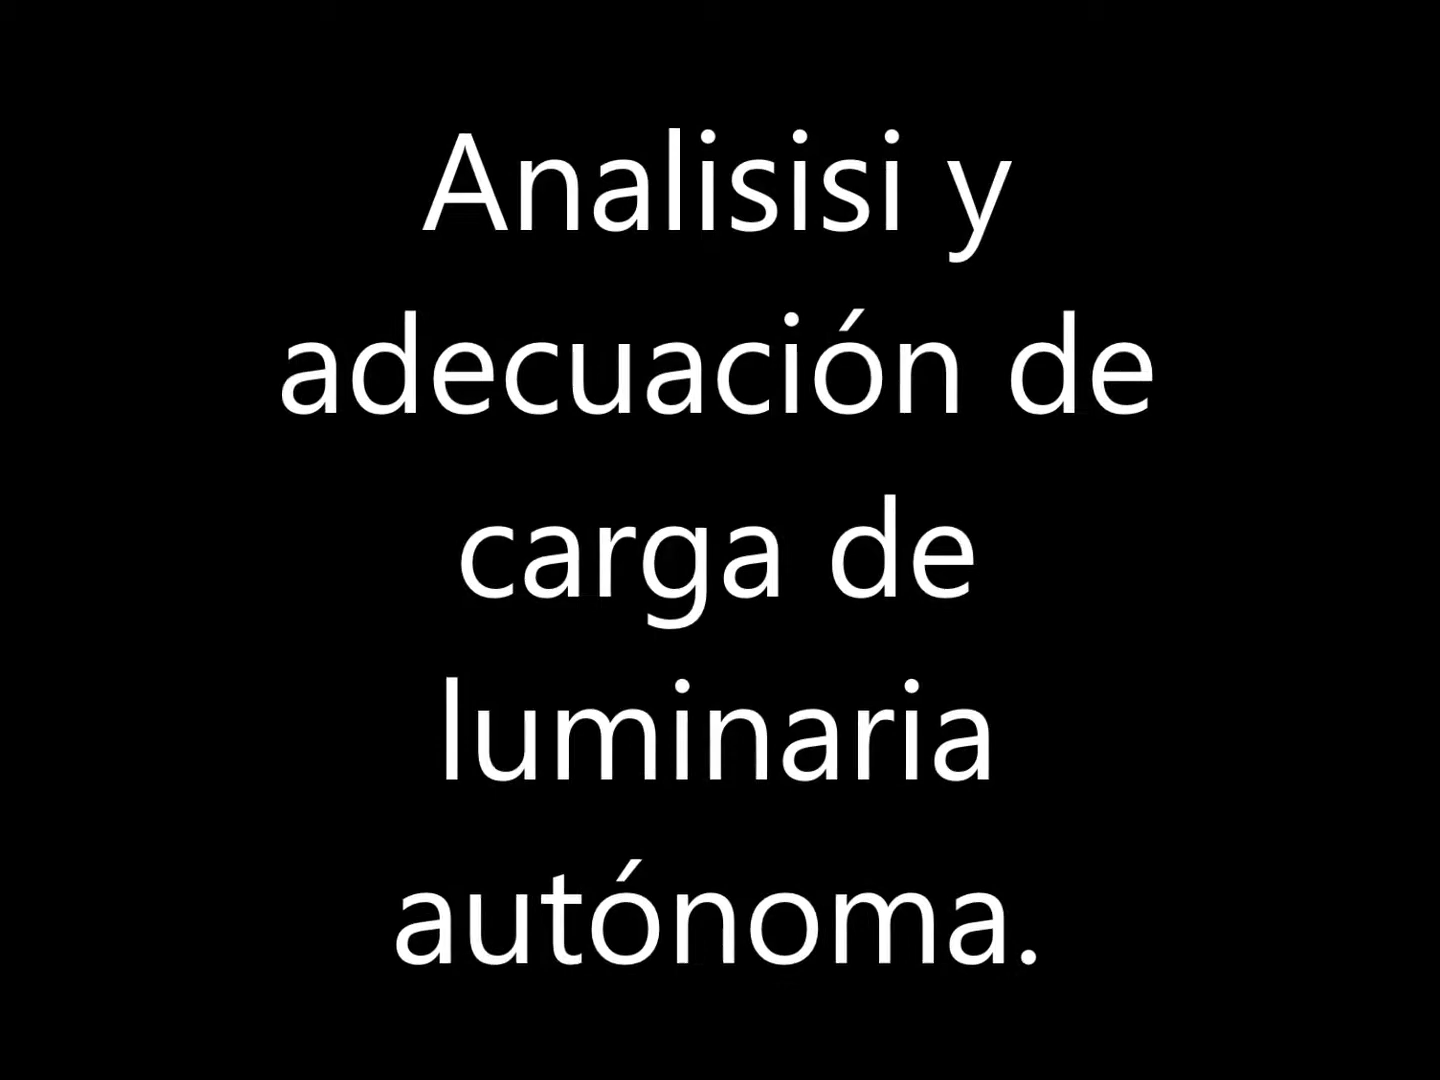 Analisisi y
adecuación de
carga de
luminaria
autónoma.